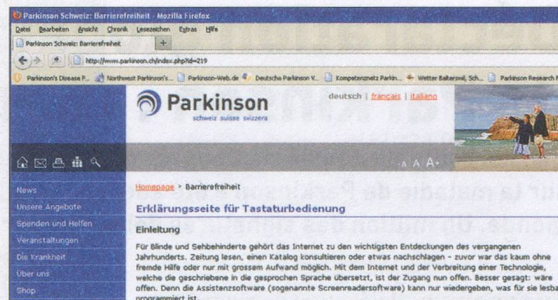 Parkinson Schweiz: Barrierefreiheit - Mozilla Firefox
Datei Bearbeiten Ansicht Chronik Lesezeichen Extras Hilfe
Parkinson Schweiz: Barrierefreiheit
http://www.parkinson.ch/index.php?id=219
Parkinson's Disease F... Northwest Parkinson's... Parkinson-Web.de Deutsche Parkinson V... Kompetenznetz Parkin... Wetter Balterswil, Sch... Parkinson Research
Parkinson
schweiz suisse svizzera
deutsch | français | italiano
A A A+
News
Unsere Angebote
Spenden und Helfen
Veranstaltungen
Die Krankheit
Über uns
Shop
Homepage Barrierefreiheit
Erklärungsseite für Tastaturbedienung
Einleitung
Für Blinde und Sehbehinderte gehört das Internet zu den wichtigsten Entdeckungen des vergangenen
Jahrhunderts. Zeitung lesen, einen Katalog konsultieren oder etwas nachschlagen - zuvor war das kaum ohne
fremde Hilfe oder nur mit grossem Aufwand möglich. Mit dem Internet und der Verbreitung einer Technologie,
welche die geschriebene in die gesprochen Sprache übersetzt, ist der Zugang nun offen. Besser gesagt: wäre
offen. Denn die Assistenzsoftware (sogenannte Screenreadersoftware) kann nur wiedergeben, was für sie les
programmiert ist.